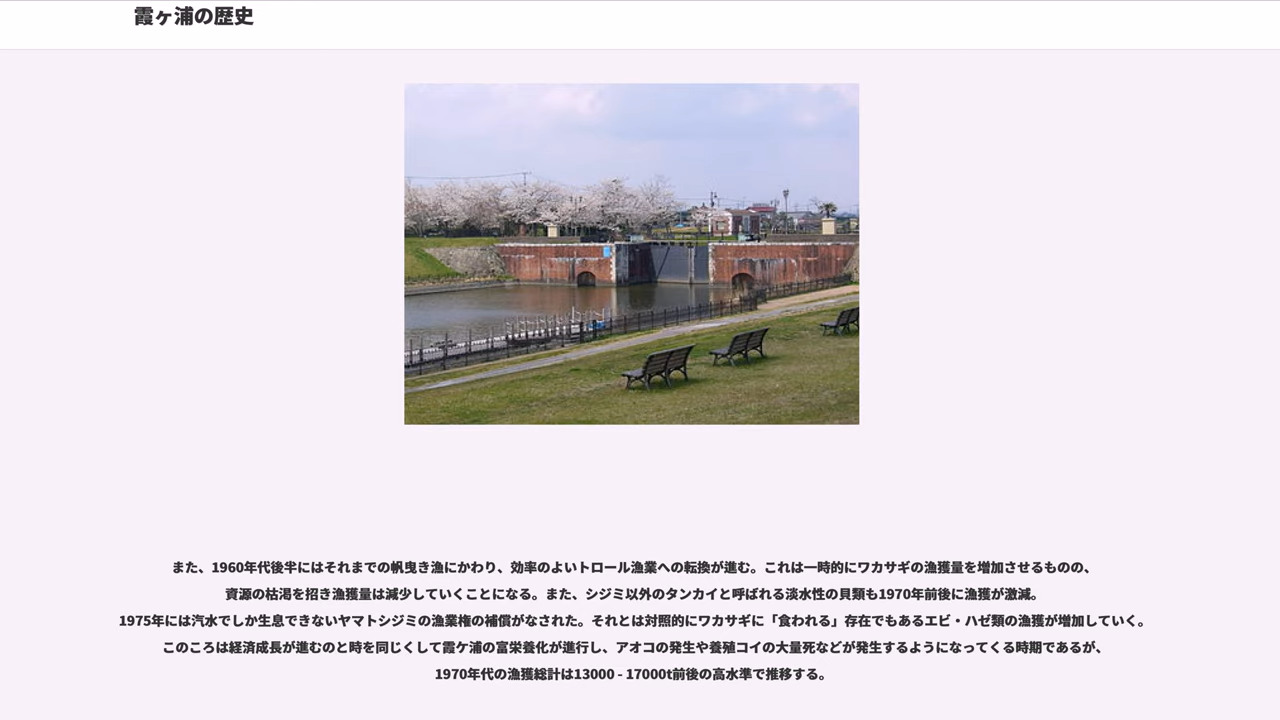 霞ヶ浦の歴史
また、1960年代後半にはそれまでの帆曳き漁にかわり、効率のよいトロール漁業への転換が進む。これは一時的にワカサギの漁獲量を増加させるものの、
資源の枯渇を招き漁獲量は減少していくことになる。また、シジミ以外のタンカイと呼ばれる淡水性の貝類も1970年前後に漁獲が激減。
1975年には汽水でしか生息できないヤマトシジミの漁業権の補償がなされた。それとは対照的にワカサギに「食われる」存在でもあるエビ・ハゼ類の漁獲が増加していく。
このころは経済成長が進むのと時を同じくして霞ケ浦の富栄養化が進行し、アオコの発生や養殖コイの大量死などが発生するようになってくる時期であるが、
1970年代の漁獲総計は13000 - 17000t前後の高水準で推移する。